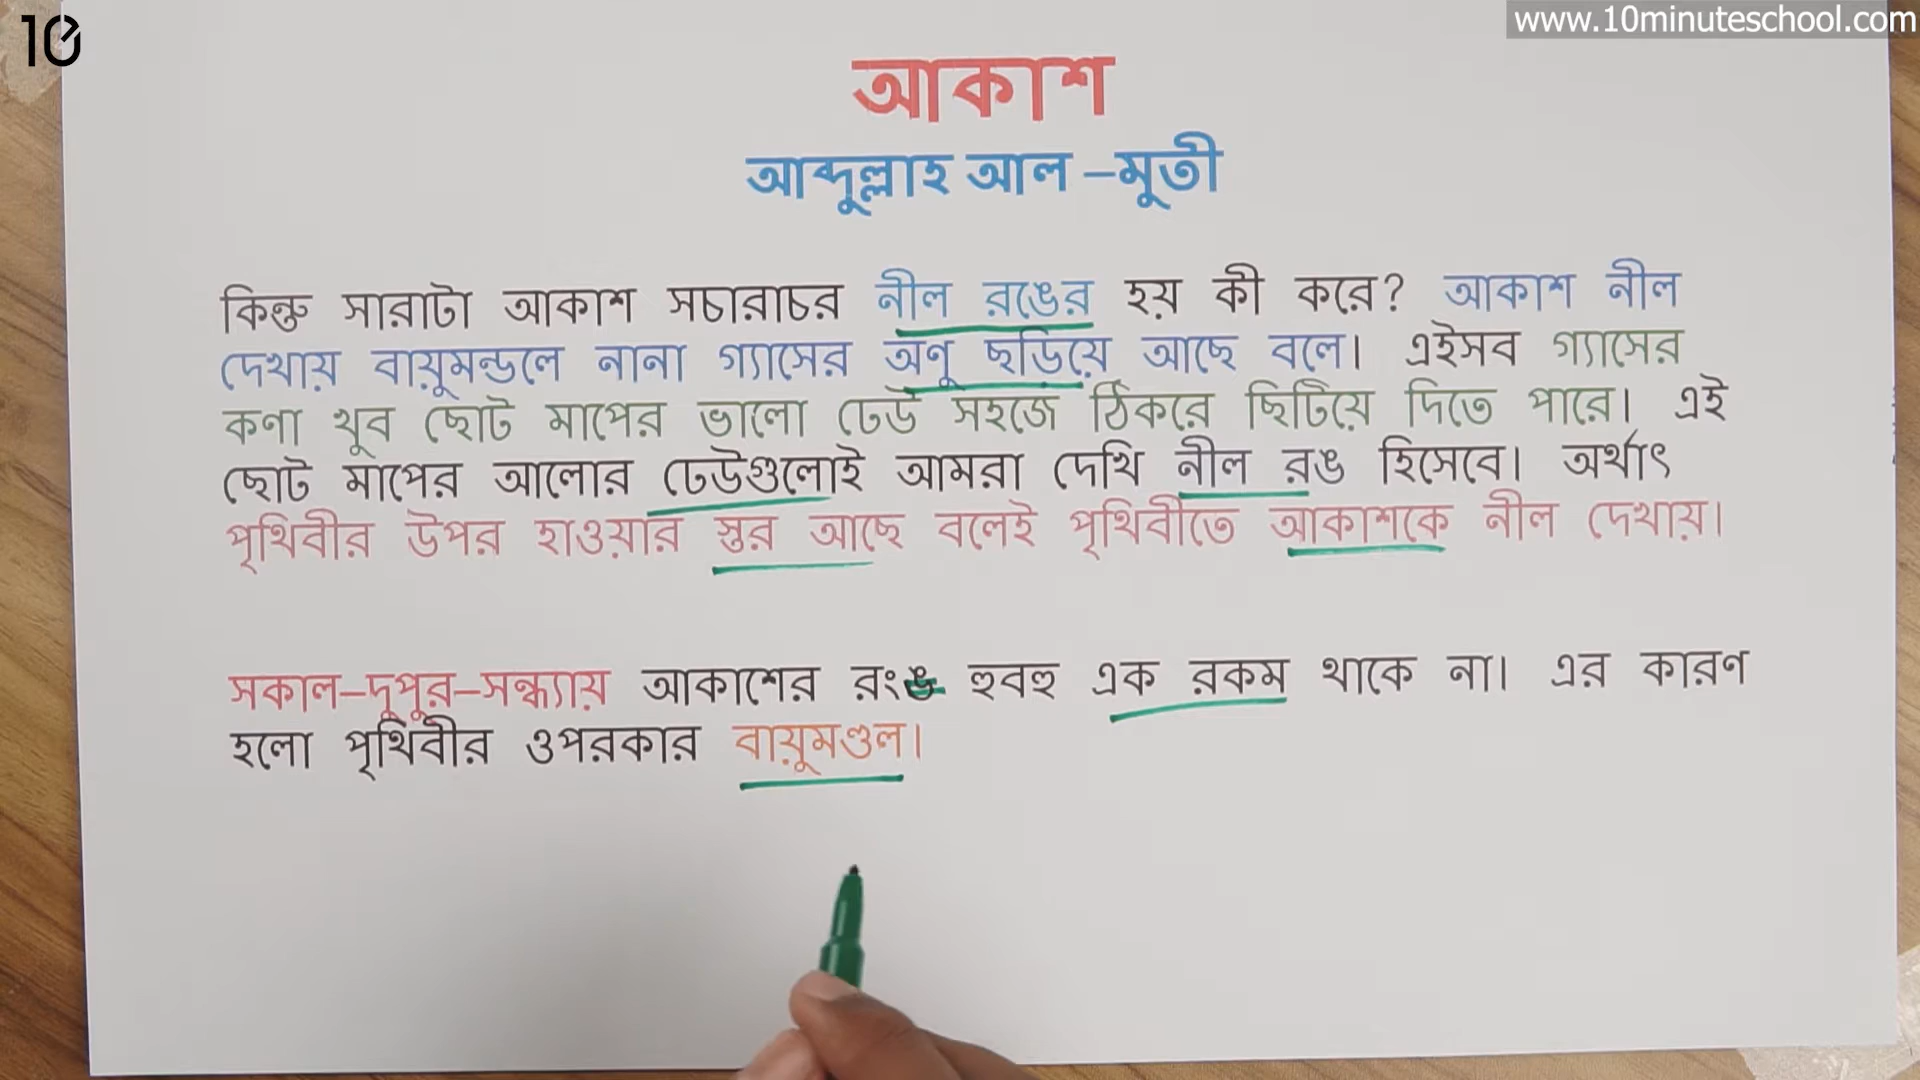 10
www.10minuteschool.com
আকাশ
আব্দুল্লাহ আল –মুতী
কিন্তু সারাটা আকাশ সচারাচর নীল রঙের হয় কী করে? আকাশ নীল
দেখায় বায়ুমন্ডলে নানা গ্যাসের অণু ছড়িয়ে আছে বলে। এইসব গ্যাসের
কণা খুব ছোট মাপের ভালো ঢেউ সহজে ঠিকরে ছিটিয়ে দিতে পারে। এই
ছোট মাপের আলোর ঢেউগুলোই আমরা দেখি নীল রঙ হিসেবে। অর্থাৎ
পৃথিবীর উপর হাওয়ার স্তর আছে বলেই পৃথিবীতে আকাশকে নীল দেখায়।
সকাল–দুপুর–সন্ধ্যায় আকাশের রংঙ হুবহু এক রকম থাকে না। এর কারণ
হলো পৃথিবীর ওপরকার বায়ুমণ্ডল।